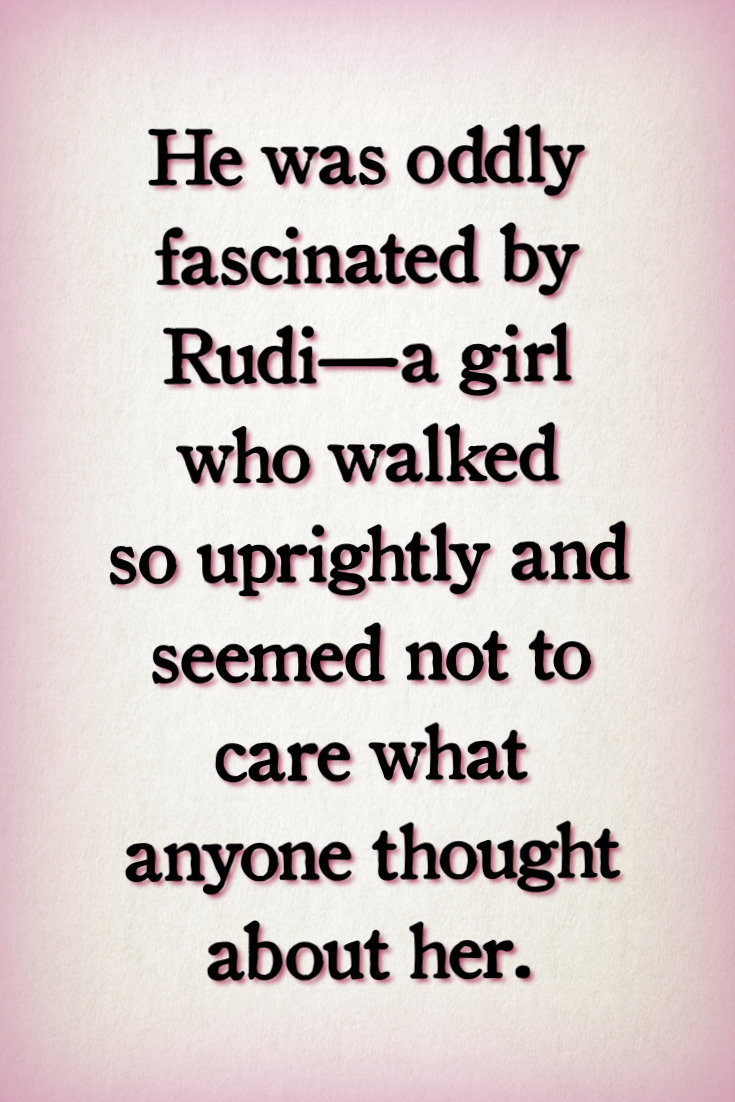 He was oddly
fascinated by
Rudi—a girl
who walked
so uprightly and
seemed not to
care what
anyone thought
about her.